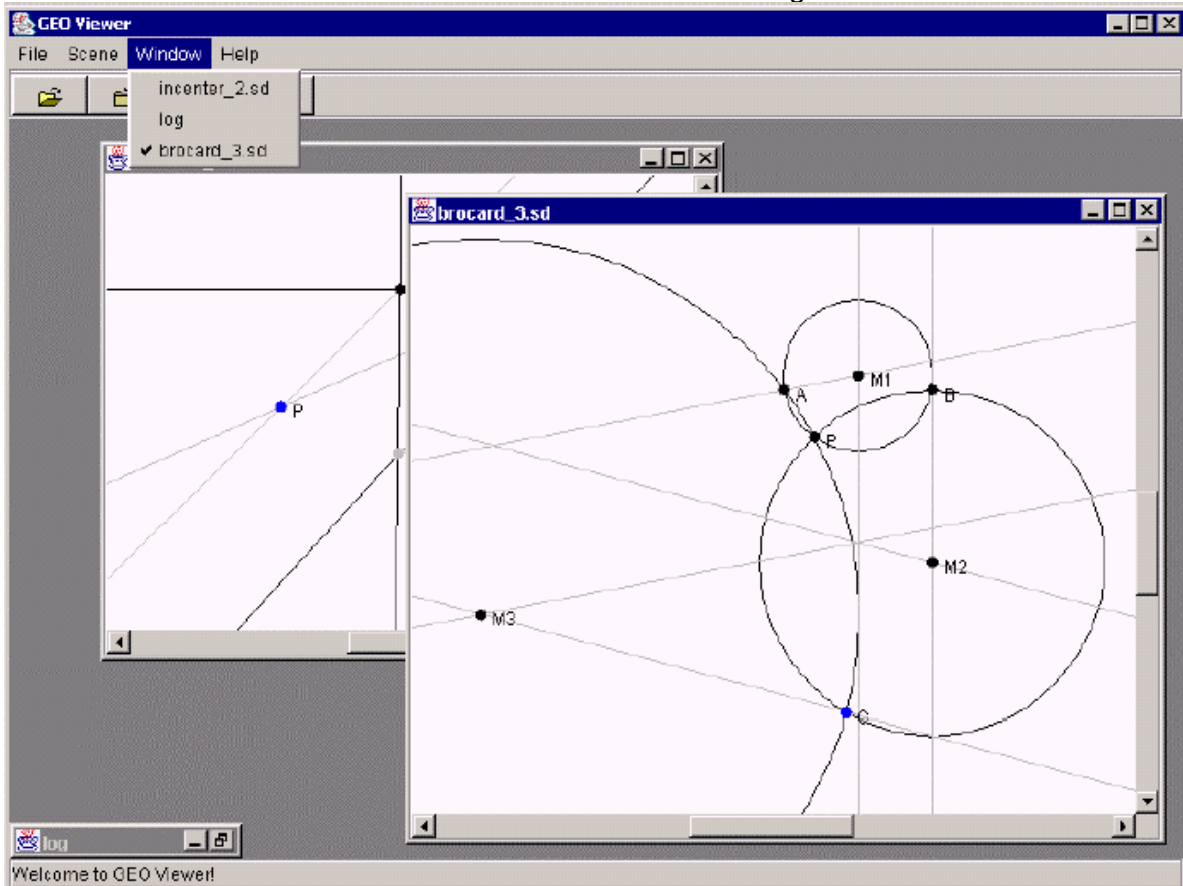 GEO Viewer
File Scene Window Help
incenter_2.sd
log
brocard_3.sd
brocard_3.sd
A
M1
B
P
P
M2
M3
C
log
Welcome to GEO Viewer!